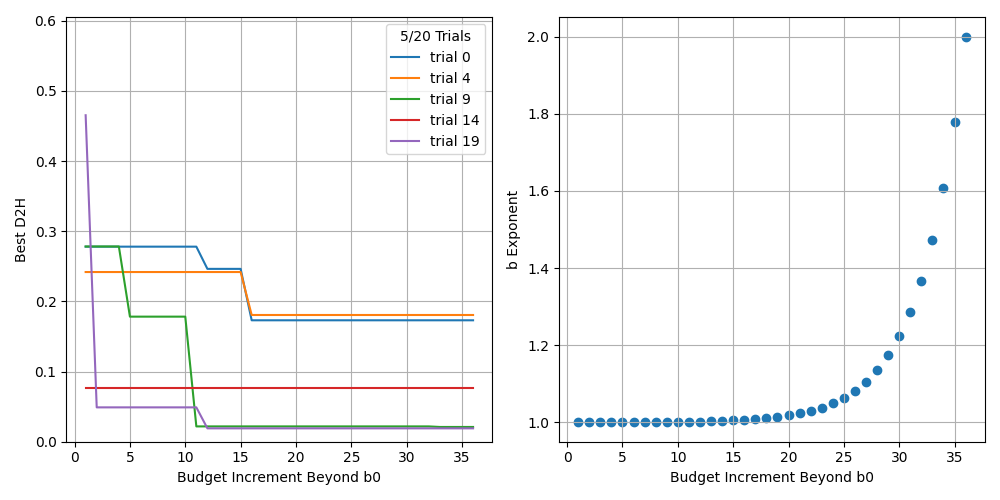 0.6
0.5
0.4
0.3
0.2
0.1
0.0
Best D2H
0 5 10 15 20 25 30 35
Budget Increment Beyond b0
5/20 Trials
trial 0
trial 4
trial 9
trial 14
trial 19
2.0
1.8
1.6
1.4
1.2
1.0
b Exponent
0 5 10 15 20 25 30 35
Budget Increment Beyond b0